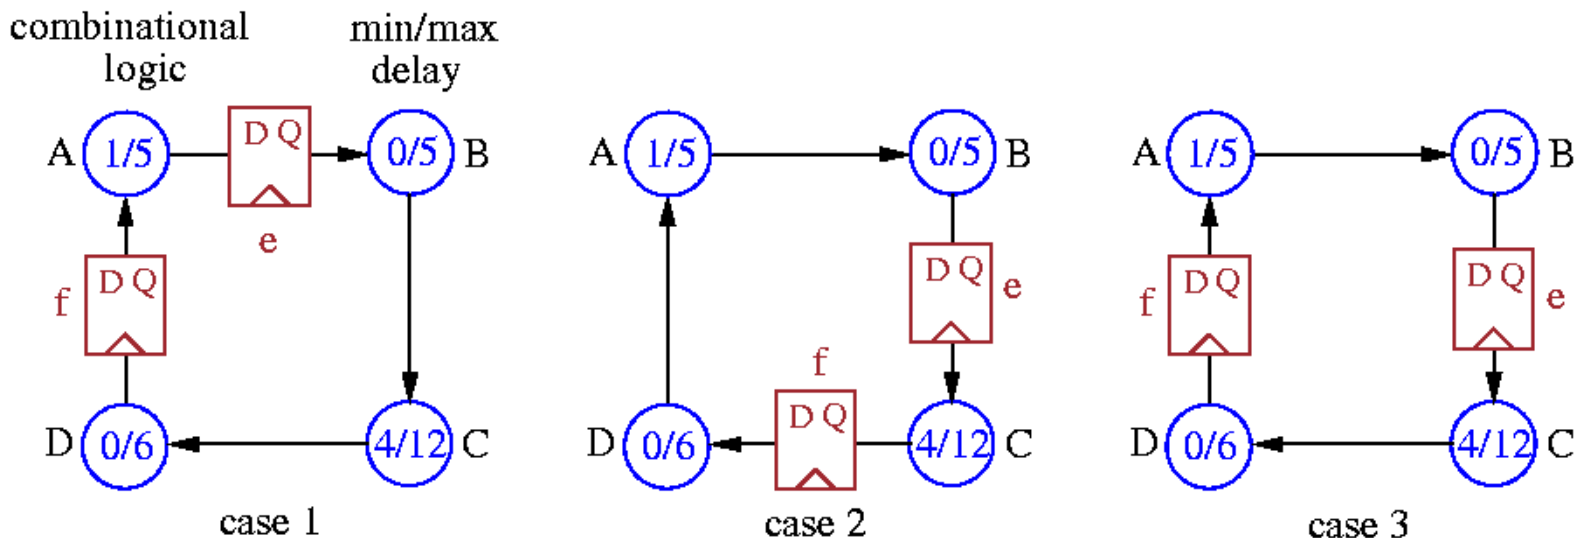 combinational
logic
min/max
delay
A
1/5
D Q
e
0/5
B
f
D Q
D
0/6
4/12
C
case 1
A
1/5
0/5
B
D Q
e
f
D Q
D
0/6
4/12
C
case 2
A
1/5
0/5
B
f
D Q
D Q
e
D
0/6
4/12
C
case 3